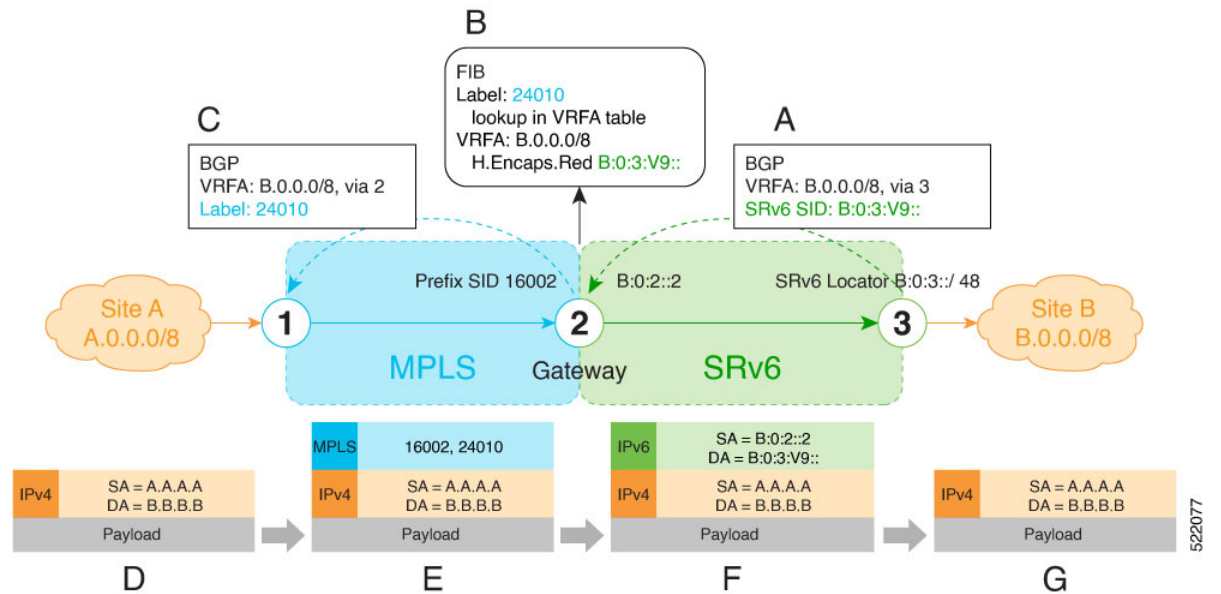 B
FIB
Label: 24010
lookup in VRFA table
VRFA: B.0.0.0/8
H.Encaps.Red B:0:3:V9::
C
BGP
VRFA: B.0.0.0/8, via 2
Label: 24010
A
BGP
VRFA: B.0.0.0/8, via 3
SRv6 SID: B:0:3:V9::
Prefix SID 16002
B:0:2::2
SRv6 Locator B:0:3::/ 48
Site A
A.0.0.0/8
1
2
3
Site B
B.0.0.0/8
MPLS
Gateway
SRv6
MPLS
16002, 24010
IPv6
SA = B:0:2::2
DA = B:0:3:V9::
IPv4
SA = A.A.A.A
DA = B.B.B.B
Payload
IPv4
SA = A.A.A.A
DA = B.B.B.B
Payload
IPv4
SA = A.A.A.A
DA = B.B.B.B
Payload
IPv4
SA = A.A.A.A
DA = B.B.B.B
Payload
D
E
F
G
522077